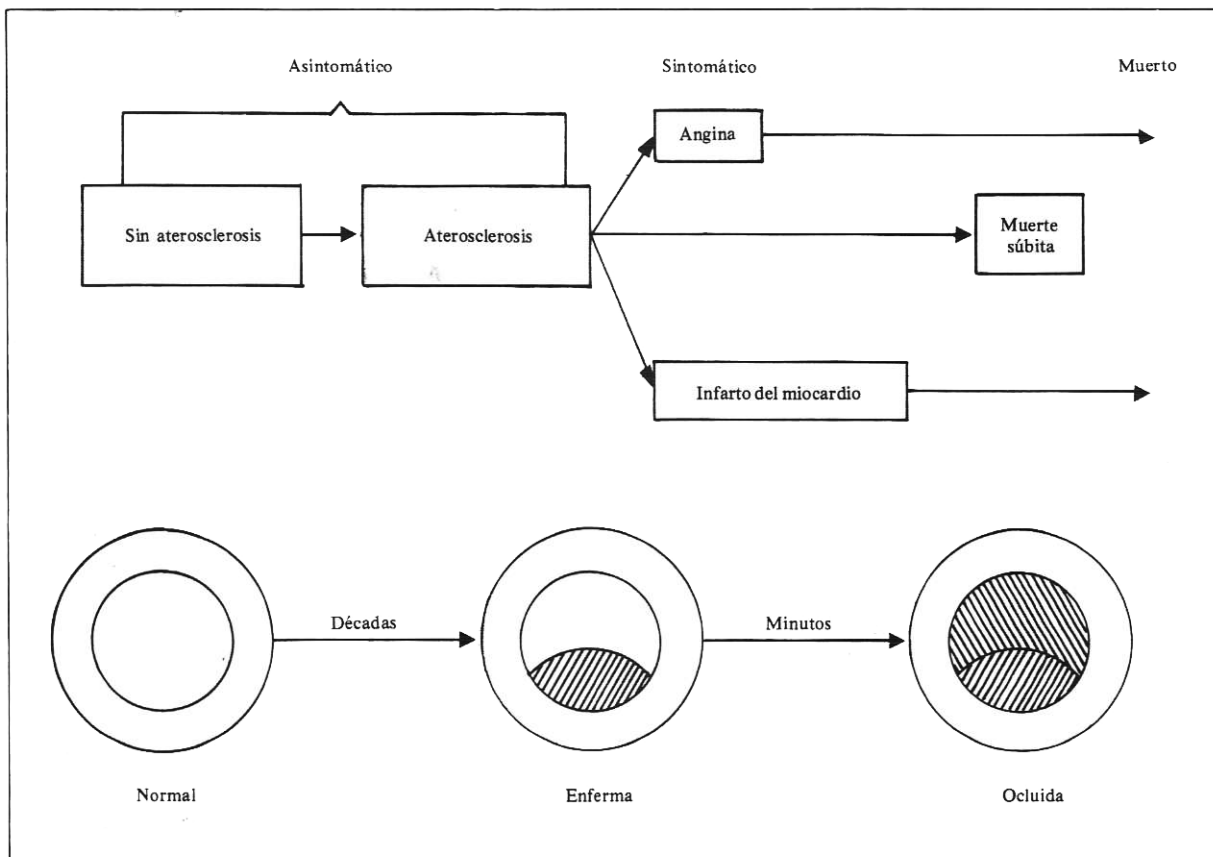 Asintomático
Sintomático
Muerto
Angina
Sin aterosclerosis
Aterosclerosis
Muerte
súbita
Infarto del miocardio
Décadas
Minutos
Normal
Enferma
Ocluida